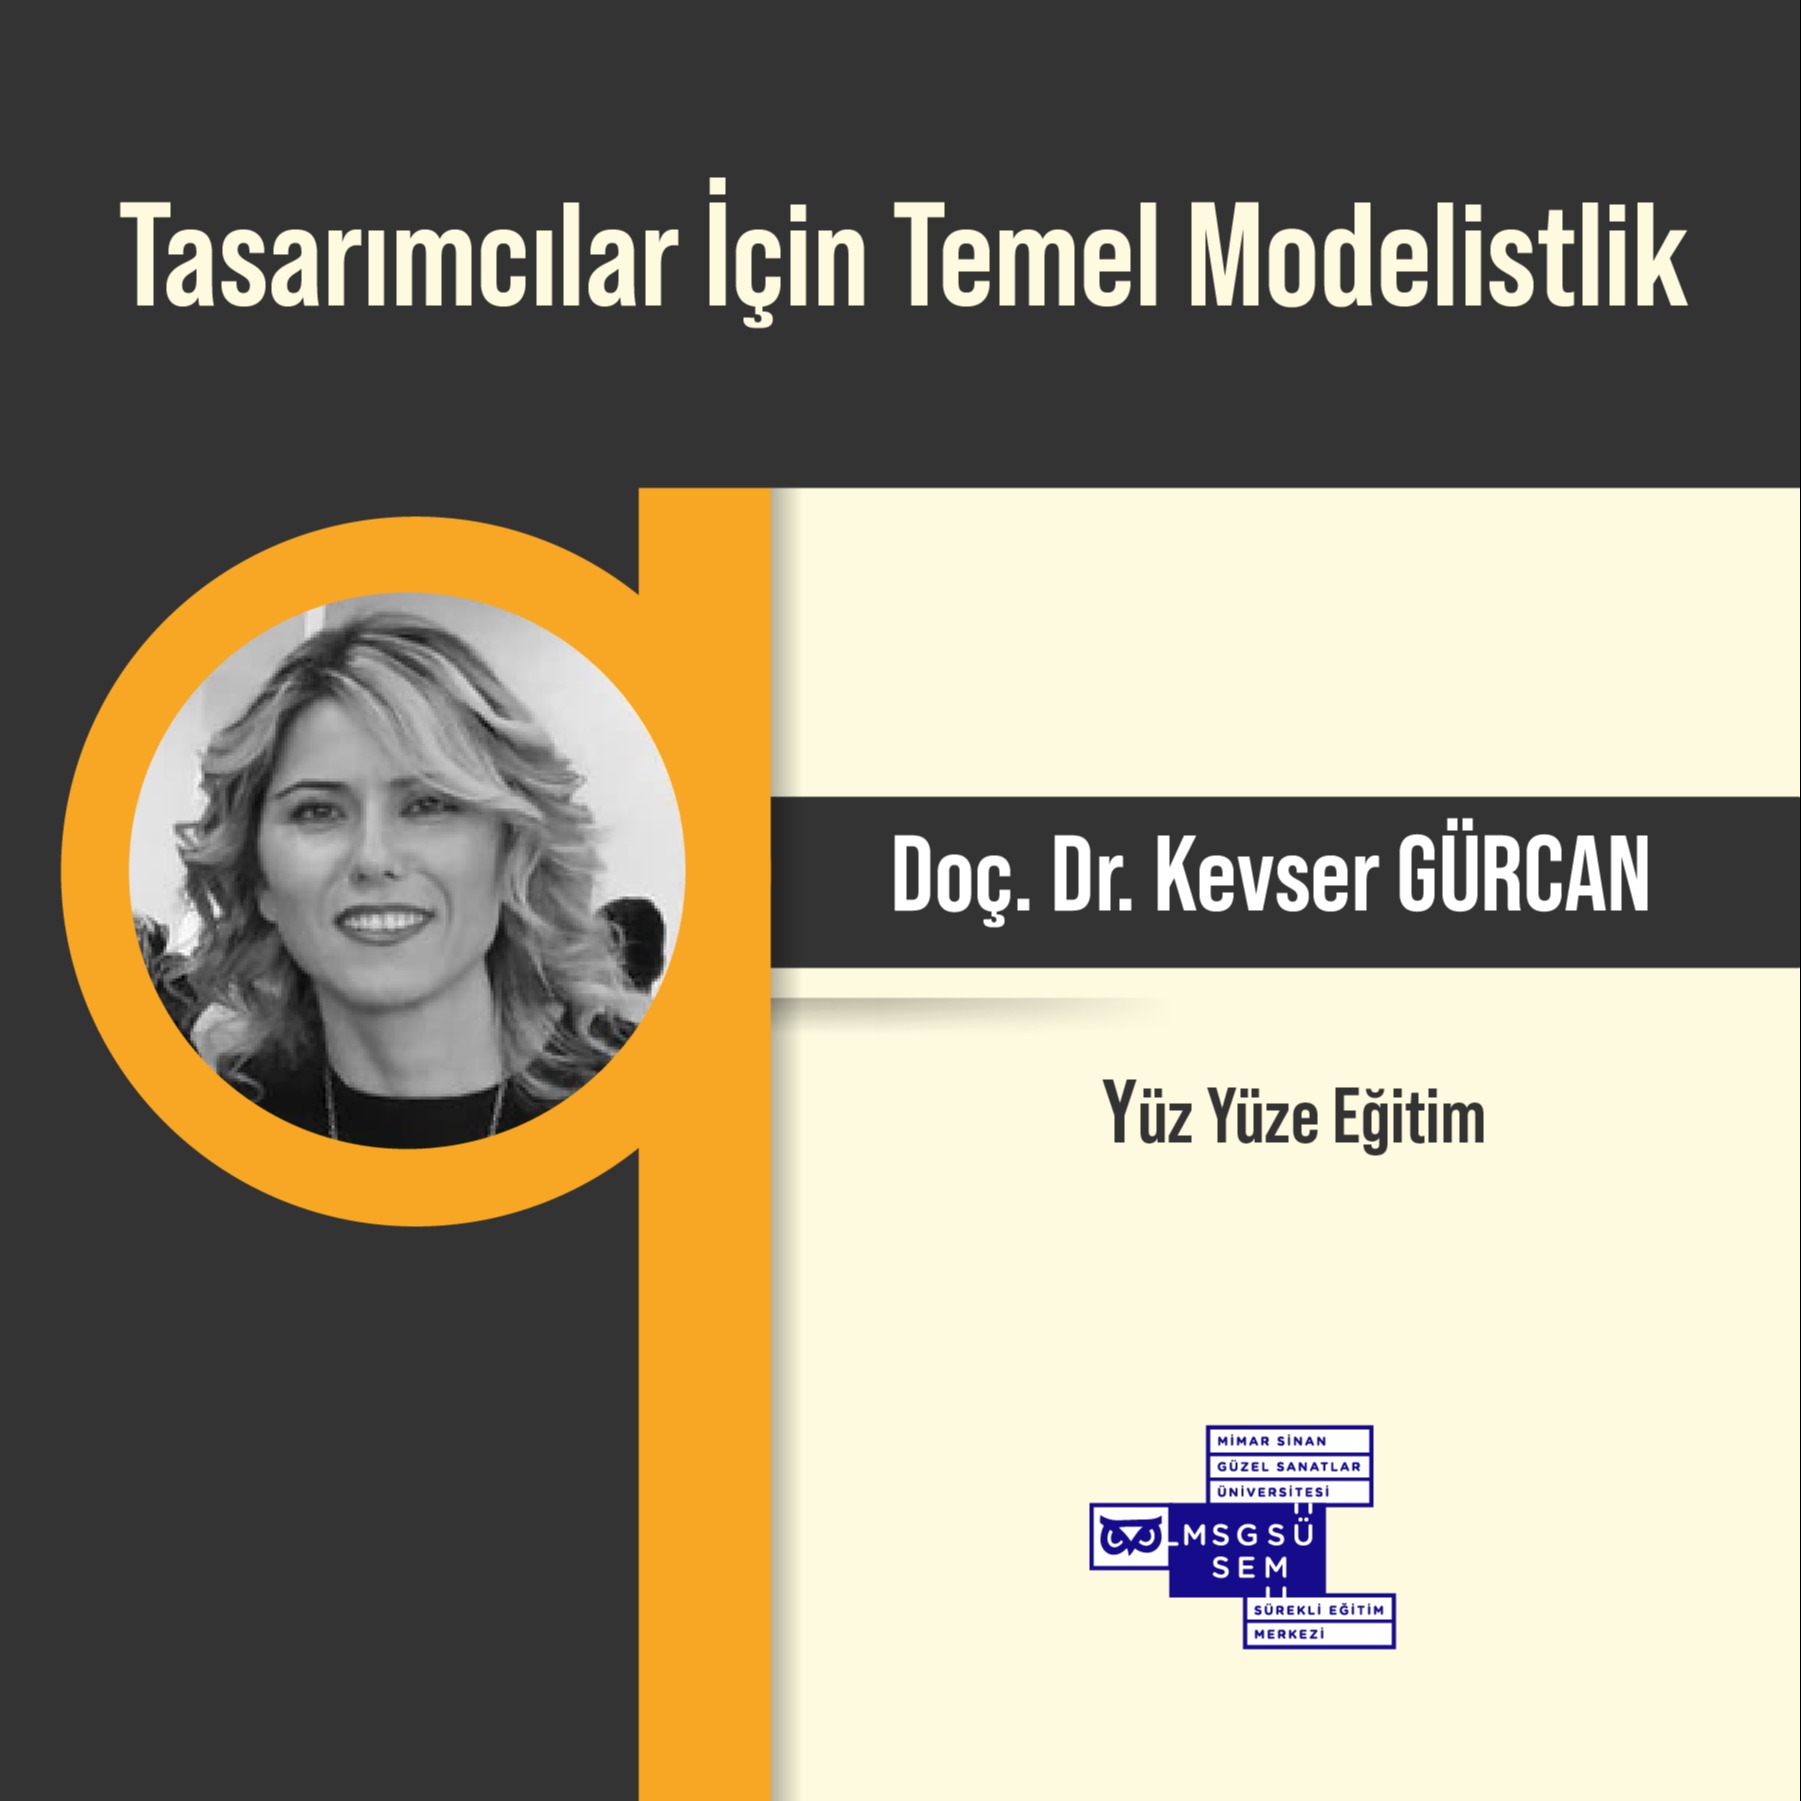 Tasarımcılar İçin Temel Modelistlik
Doç. Dr. Kevser GÜRCAN
Yüz Yüze Eğitim
MİMAR SİNAN
GÜZEL SANATLAR
ÜNİVERSİTESİ
MSGSÜ
SEM
SÜREKLİ EĞİTİM
MERKEZİ